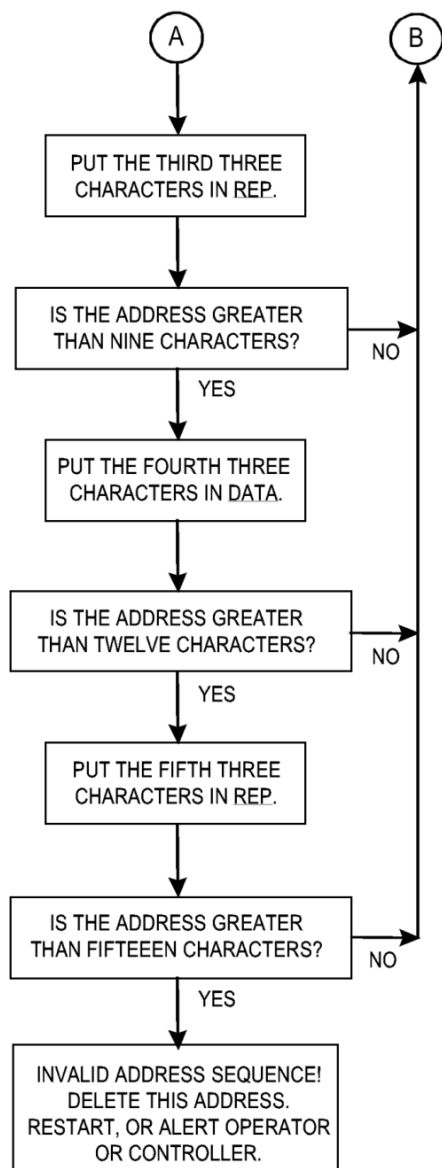 A
B
PUT THE THIRD THREE
CHARACTERS IN REP.
IS THE ADDRESS GREATER
THAN NINE CHARACTERS?
NO
YES
PUT THE FOURTH THREE
CHARACTERS IN DATA.
IS THE ADDRESS GREATER
THAN TWELVE CHARACTERS?
NO
YES
PUT THE FIFTH THREE
CHARACTERS IN REP.
IS THE ADDRESS GREATER
THAN FIFTEEEN CHARACTERS?
NO
YES
INVALID ADDRESS SEQUENCE!
DELETE THIS ADDRESS.
RESTART, OR ALERT OPERATOR
OR CONTROLLER.